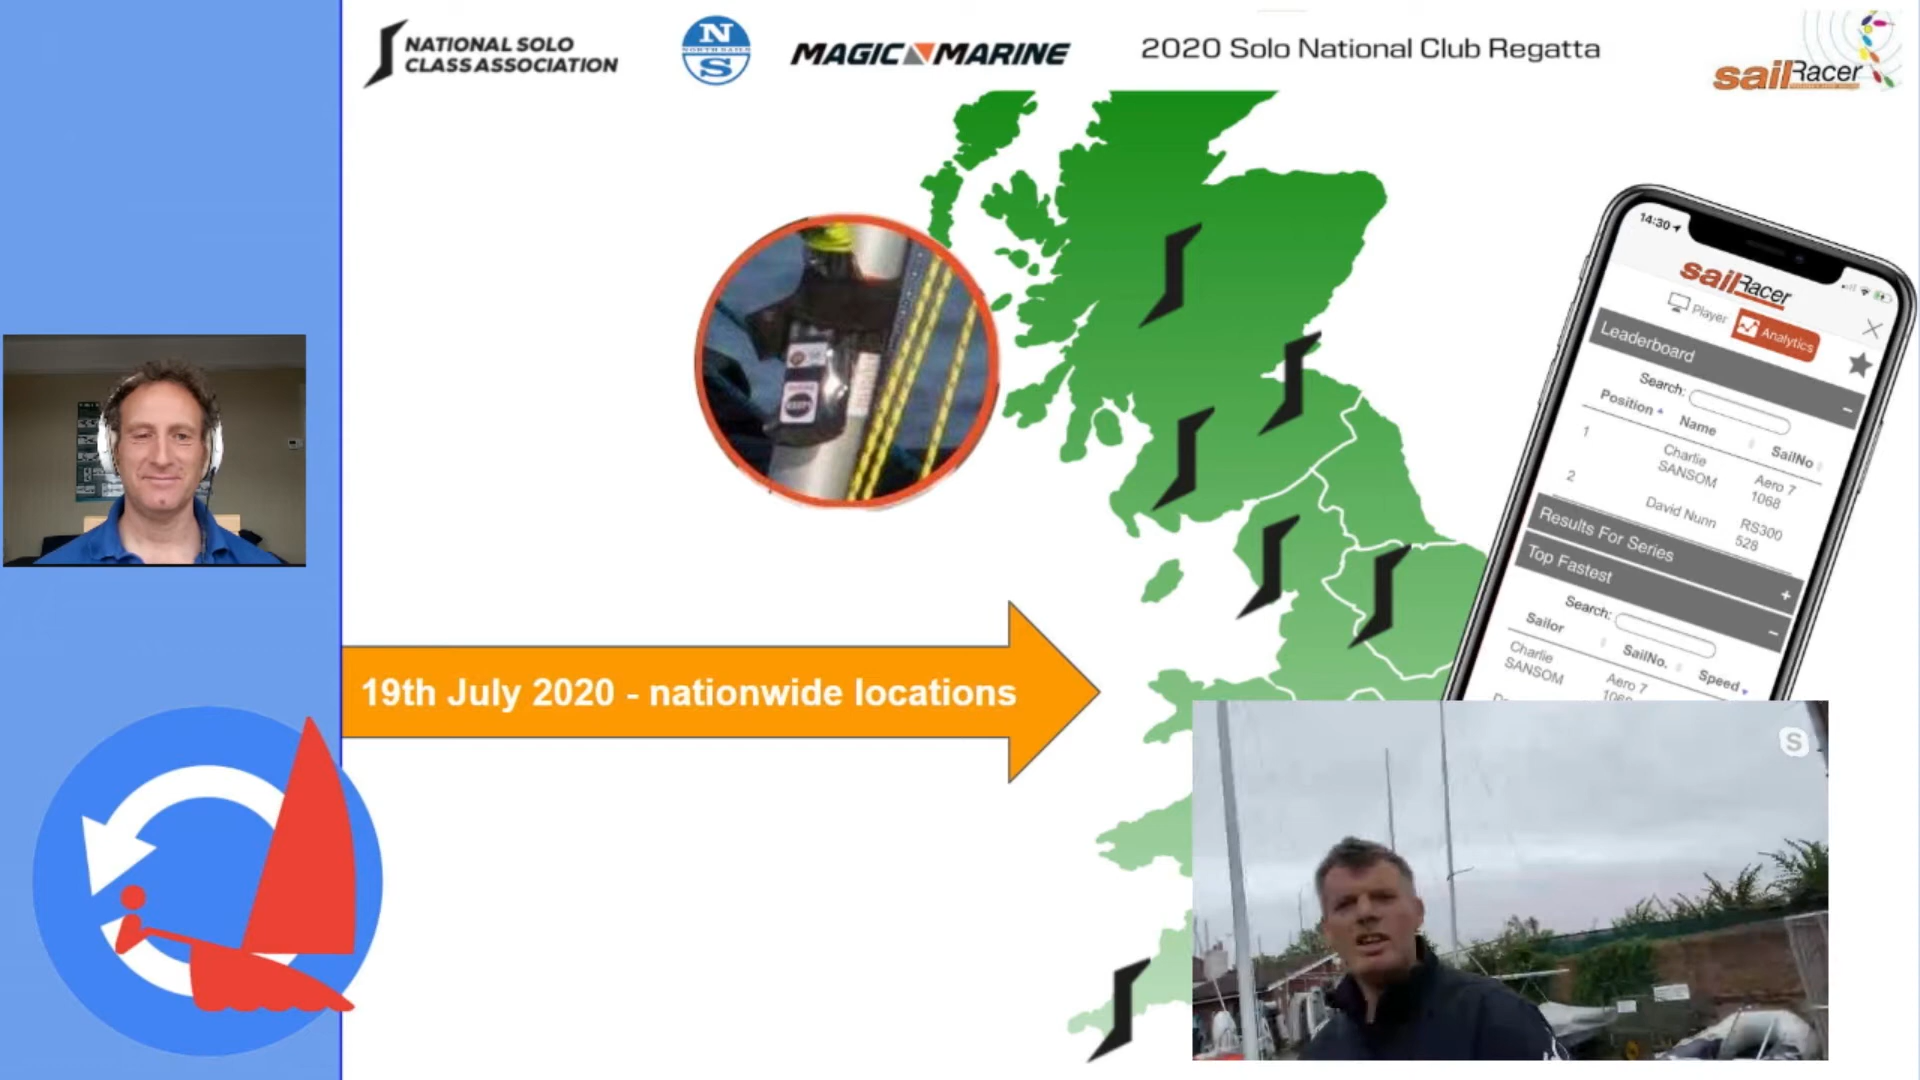 NATIONAL SOLO
CLASS ASSOCIATION
N
NORTH SAILS
S
MAGIC MARINE
2020 Solo National Club Regatta
sailRacer
14:30
sailRacer
Player
Analytics
Leaderboard
Search:
Position
Name
SailNo
1
Charlie
SANSOM
Aero 7
1068
2
David Nunn
RS300
528
Results For Series
Top Fastest
Search:
Sailor
SailNo.
Speed
Charlie
SANSOM
Aero 7
19th July 2020 - nationwide locations
S